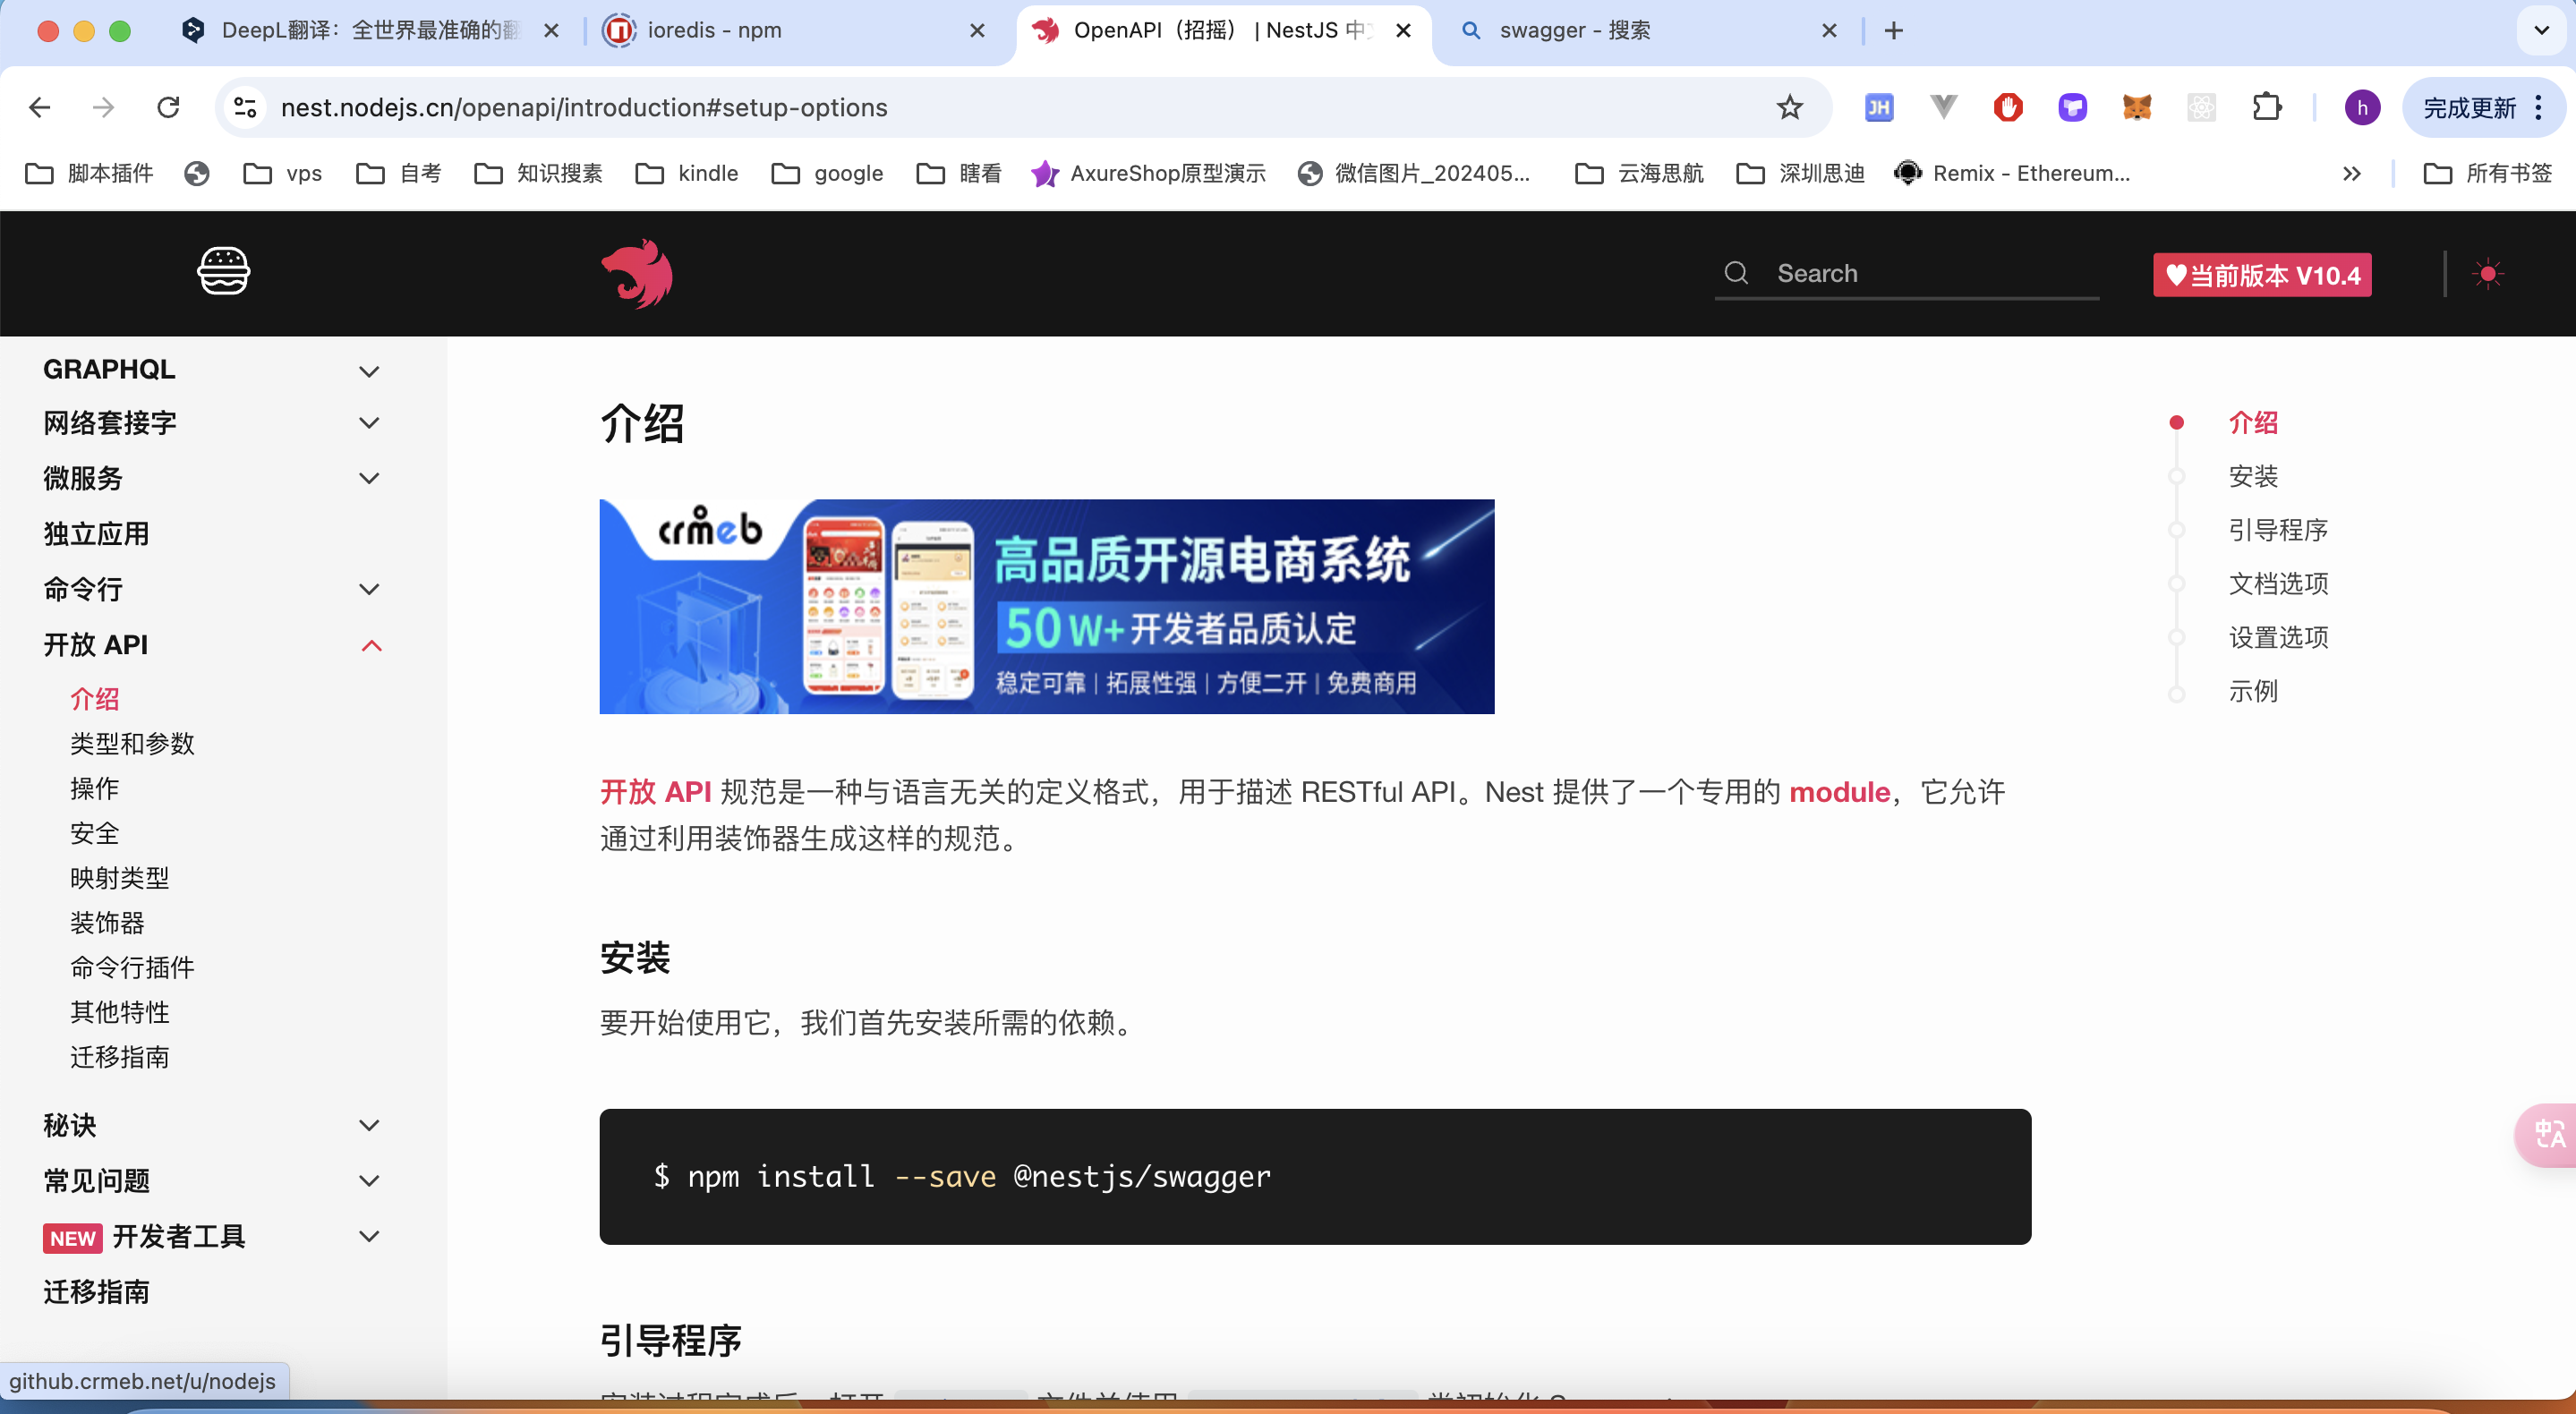 DeepL翻译：全世界最准确的翻
ioredis - npm
OpenAPI（招摇） | NestJS 中文
swagger - 搜索
nest.nodejs.cn/openapi/introduction#setup-options
JH
h
完成更新
脚本插件
vps
自考
知识搜素
kindle
google
瞎看
AxureShop原型演示
微信图片_202405...
云海思航
深圳思迪
Remix - Ethereum...
所有书签
Search
当前版本 V10.4
GRAPHQL
网络套接字
微服务
独立应用
命令行
开放 API
介绍
类型和参数
操作
安全
映射类型
装饰器
命令行插件
其他特性
迁移指南
秘诀
常见问题
NEW 开发者工具
迁移指南
github.crmeb.net/u/nodejs
介绍
crmeb
高品质开源电商系统
50W+开发者品质认定
稳定可靠 | 拓展性强 | 方便二开 | 免费商用
开放 API 规范是一种与语言无关的定义格式，用于描述 RESTful API。Nest 提供了一个专用的 module，它允许
通过利用装饰器生成这样的规范。
安装
要开始使用它，我们首先安装所需的依赖。
$ npm install --save @nestjs/swagger
引导程序
介绍
安装
引导程序
文档选项
设置选项
示例
中A